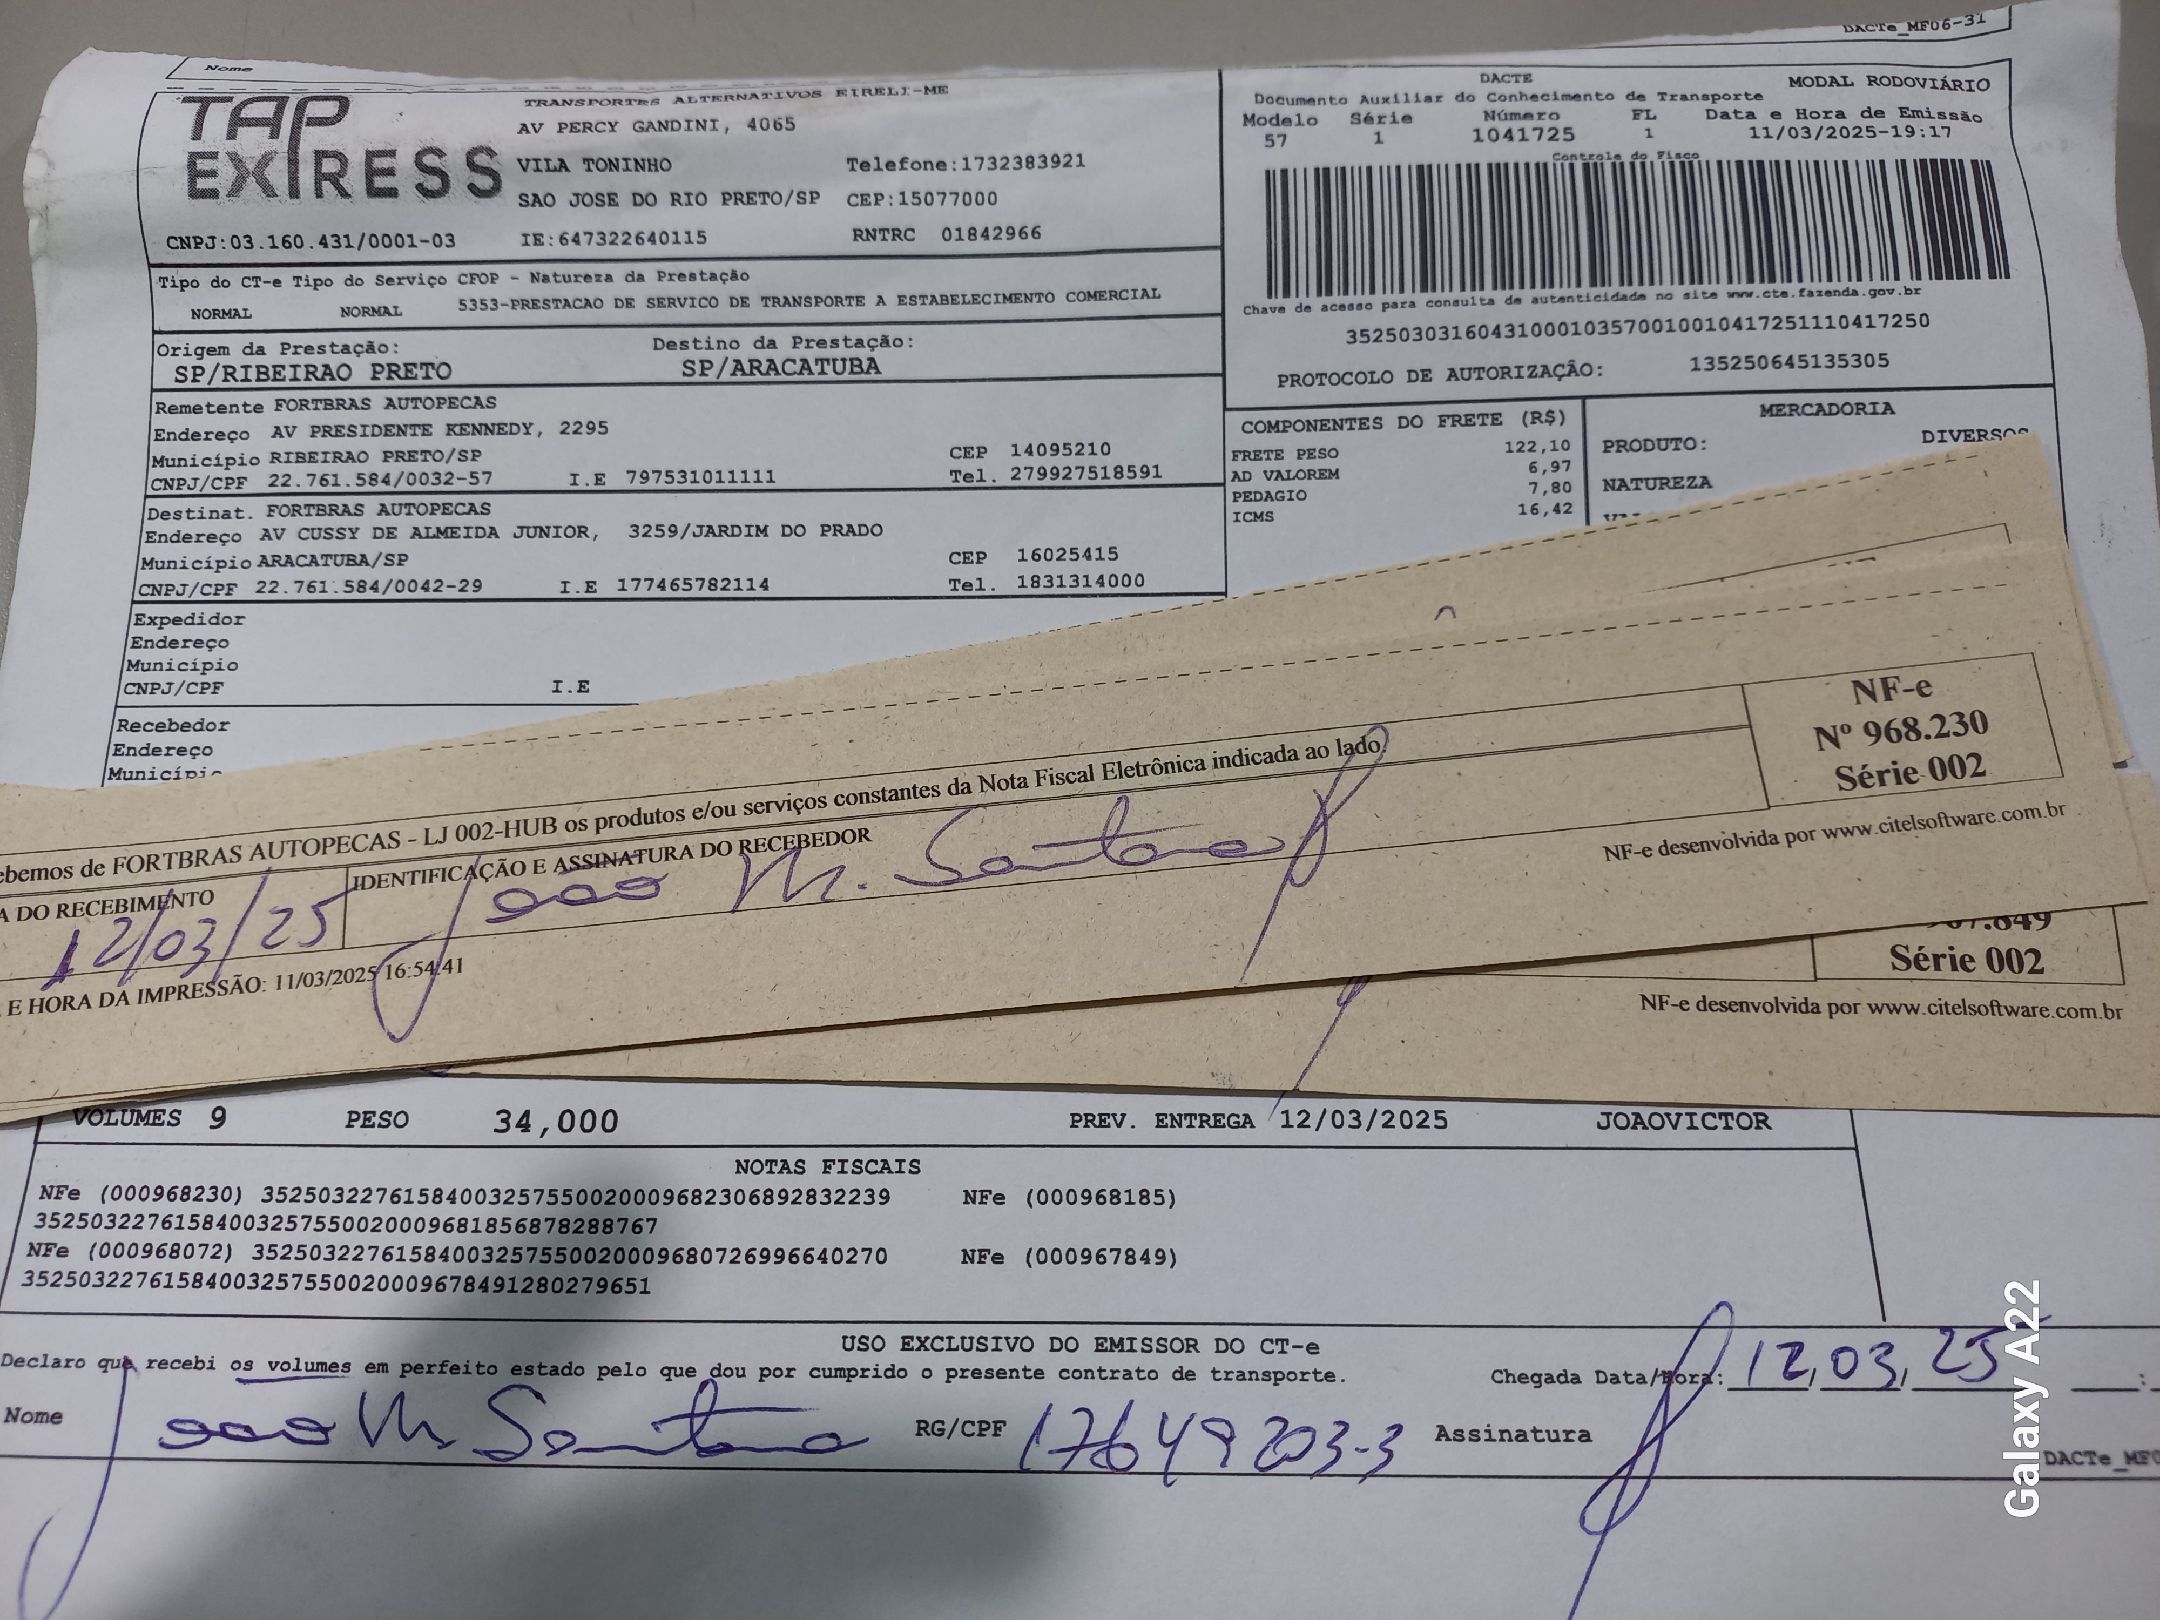 DACTe_MF06-31
Nome
TAP EXPRESS
TRANSPORTES ALTERNATIVOS EIRELI-ME
AV PERCY GANDINI, 4065
VILA TONINHO Telefone:1732383921
SAO JOSE DO RIO PRETO/SP CEP:15077000
CNPJ:03.160.431/0001-03 IE:647322640115 RNTRC 01842966
DACTE MODAL RODOVIÁRIO
Documento Auxiliar do Conhecimento de Transporte
Modelo Série Número FL Data e Hora de Emissão
57 1 1041725 1 11/03/2025-19:17
Controle do Fisco
Chave de acesso para consulta de autenticidade no site www.cte.fazenda.gov.br
35250303160431000103570010010417251110417250
PROTOCOLO DE AUTORIZAÇÃO: 135250645135305
Tipo do CT-e Tipo do Serviço CFOP - Natureza da Prestação
NORMAL NORMAL 5353-PRESTACAO DE SERVICO DE TRANSPORTE A ESTABELECIMENTO COMERCIAL
Origem da Prestação: Destino da Prestação:
SP/RIBEIRAO PRETO SP/ARACATUBA
Remetente FORTBRAS AUTOPECAS
Endereço AV PRESIDENTE KENNEDY, 2295
Município RIBEIRAO PRETO/SP CEP 14095210
CNPJ/CPF 22.761.584/0032-57 I.E 797531011111 Tel. 279927518591
Destinat. FORTBRAS AUTOPECAS
Endereço AV CUSSY DE ALMEIDA JUNIOR, 3259/JARDIM DO PRADO
Município ARACATUBA/SP CEP 16025415
CNPJ/CPF 22.761.584/0042-29 I.E 177465782114 Tel. 1831314000
Expedidor
Endereço
Município
CNPJ/CPF I.E
Recebedor
Endereço
Município
COMPONENTES DO FRETE (R$)
FRETE PESO 122,10
AD VALOREM 6,97
PEDAGIO 7,80
ICMS 16,42
MERCADORIA
PRODUTO: DIVERSOS
NATUREZA
ebemos de FORTBRAS AUTOPECAS - LJ 002-HUB os produtos e/ou serviços constantes da Nota Fiscal Eletrônica indicada ao lado.
A DO RECEBIMENTO IDENTIFICAÇÃO E ASSINATURA DO RECEBEDOR
12/03/25 Joao M. Santana
E HORA DA IMPRESSÃO: 11/03/2025 16:54:41
NF-e
Nº 968.230
Série 002
NF-e desenvolvida por www.citelsoftware.com.br
967.849
Série 002
NF-e desenvolvida por www.citelsoftware.com.br
VOLUMES 9 PESO 34,000 PREV. ENTREGA 12/03/2025 JOAOVICTOR
NOTAS FISCAIS
NFe (000968230) 35250322761584003257550020009682306892832239 NFe (000968185)
35250322761584003257550020009681856878288767
NFe (000968072) 35250322761584003257550020009680726996640270 NFe (000967849)
35250322761584003257550020009678491280279651
USO EXCLUSIVO DO EMISSOR DO CT-e
Declaro que recebi os volumes em perfeito estado pelo que dou por cumprido o presente contrato de transporte. Chegada Data/Hora: 12, 03, 25 :
Nome Joao M. Santana RG/CPF 17649203-3 Assinatura
DACTe_MF0
Galaxy A22